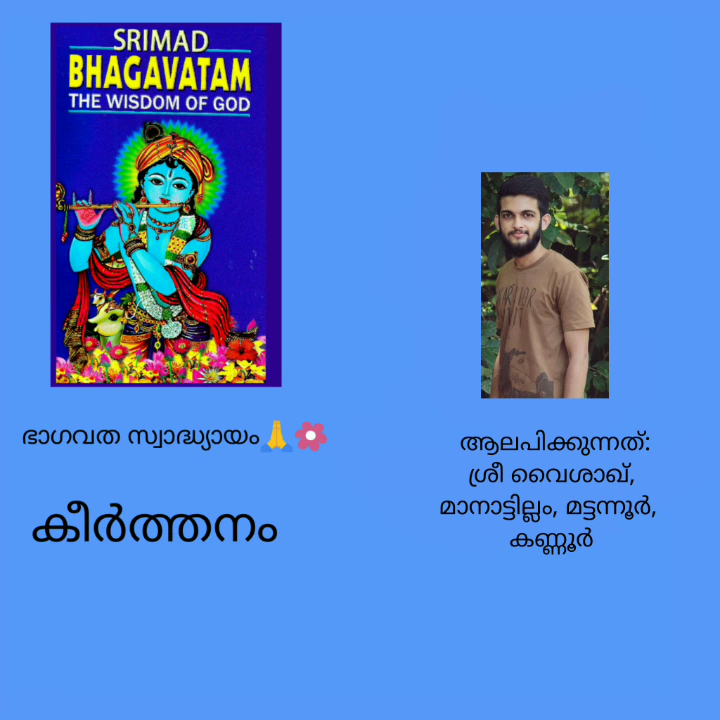 SRIMAD
BHAGAVATAM
THE WISDOM OF GOD
ഭാഗവത സ്വാദ്ധ്യായം🙏🌸
കീർത്തനം
ആലപിക്കുന്നത്:
ശ്രീ വൈശാഖ്,
മാനാട്ടില്ലം, മട്ടന്നൂർ,
കണ്ണൂർ